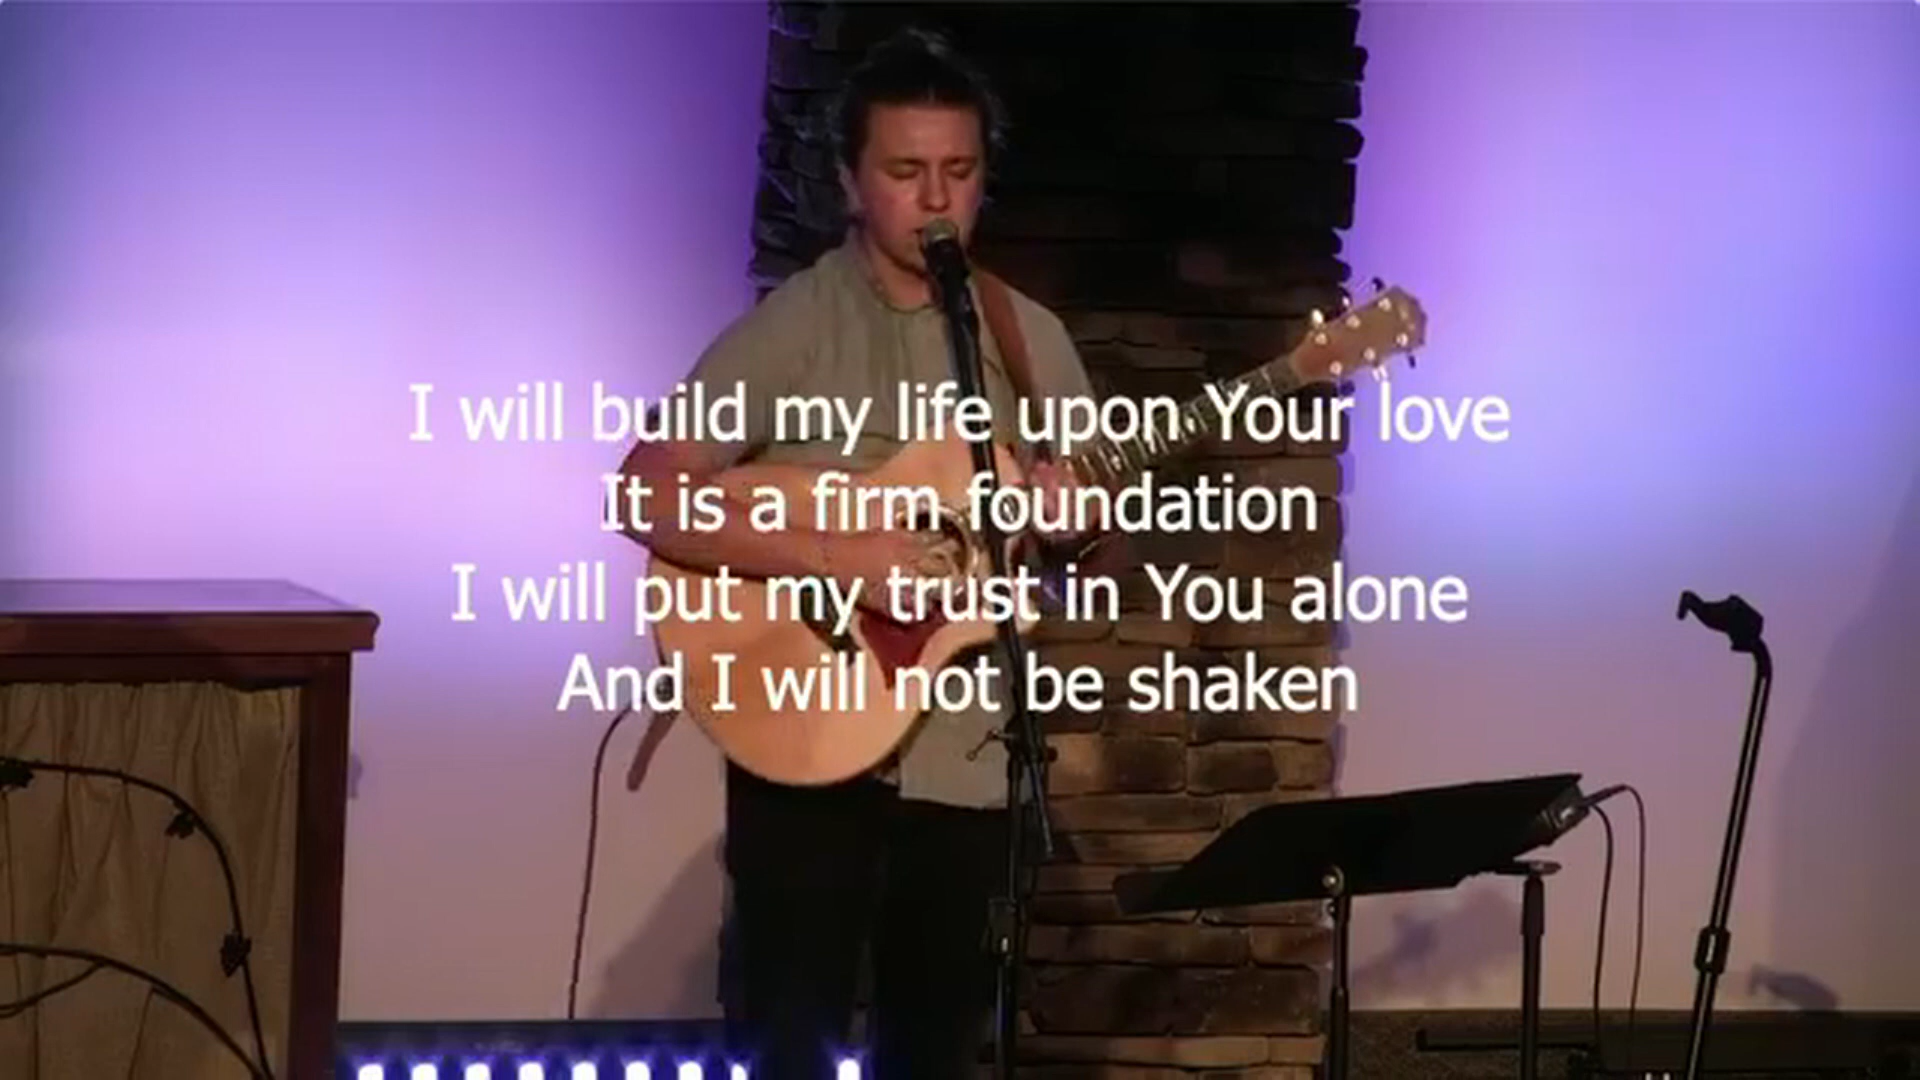 I will build my life upon Your love
It is a firm foundation
I will put my trust in You alone
And I will not be shaken